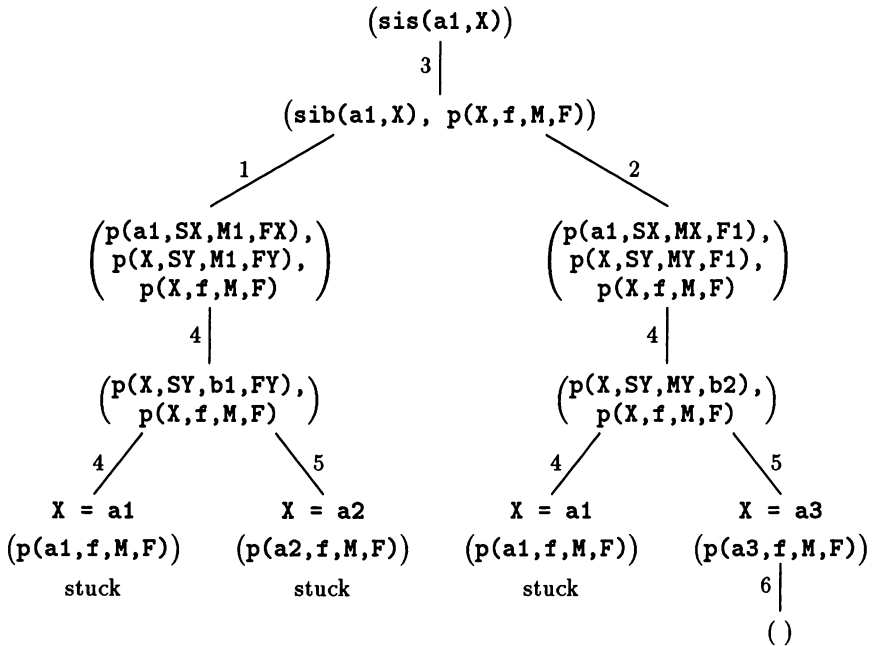 (sis(a1,X))
3
(sib(a1,X), p(X,f,M,F))
1 2
(p(a1,SX,M1,FX), (p(a1,SX,MX,F1),
p(X,SY,M1,FY), p(X,SY,MY,F1),
p(X,f,M,F)) p(X,f,M,F))
4 4
(p(X,SY,b1,FY), (p(X,SY,MY,b2),
p(X,f,M,F)) p(X,f,M,F))
4 5 4 5
X = a1 X = a2 X = a1 X = a3
(p(a1,f,M,F)) (p(a2,f,M,F)) (p(a1,f,M,F)) (p(a3,f,M,F))
stuck stuck stuck 6
( )